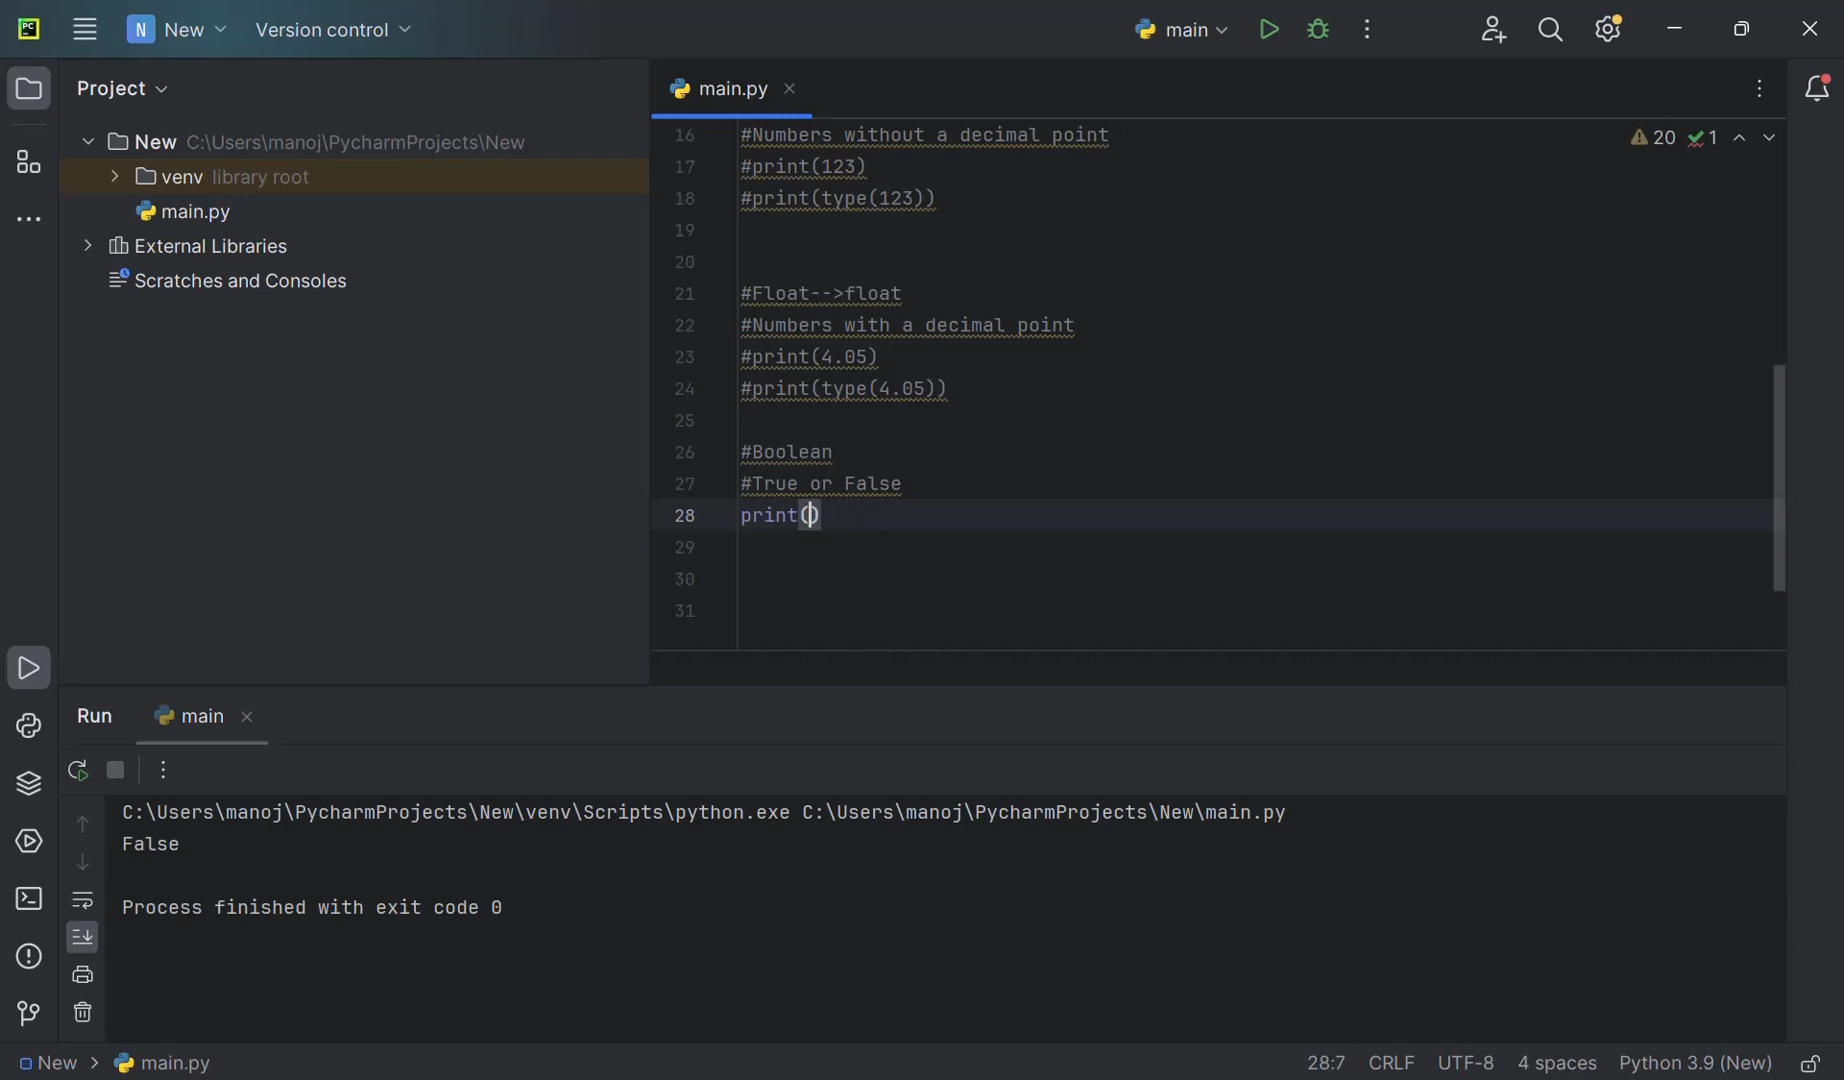 PC
N New Version control main
Project
main.py
New C:\Users\manoj\PycharmProjects\New
venv library root
main.py
External Libraries
Scratches and Consoles
20 1
16 #Numbers without a decimal point
17 #print(123)
18 #print(type(123))
19
20
21 #Float-->float
22 #Numbers with a decimal point
23 #print(4.05)
24 #print(type(4.05))
25
26 #Boolean
27 #True or False
28 print()
29
30
31
Run main
C:\Users\manoj\PycharmProjects\New\venv\Scripts\python.exe C:\Users\manoj\PycharmProjects\New\main.py
False
Process finished with exit code 0
New > main.py 28:7 CRLF UTF-8 4 spaces Python 3.9 (New)